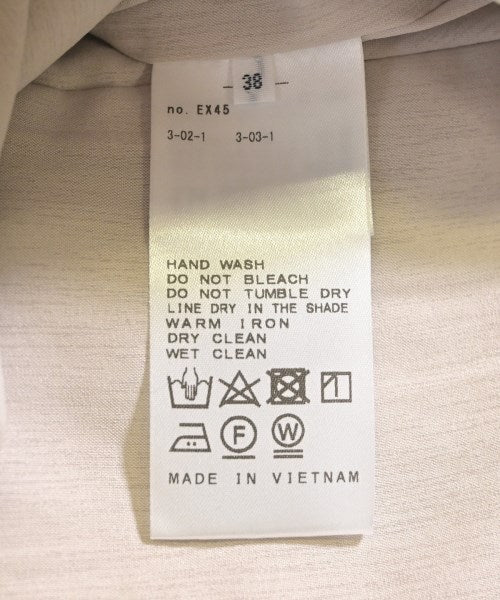 - 38 -
no. EX45
3-02-1 3-03-1
HAND WASH
DO NOT BLEACH
DO NOT TUMBLE DRY
LINE DRY IN THE SHADE
WARM IRON
DRY CLEAN
WET CLEAN
F W
MADE IN VIETNAM